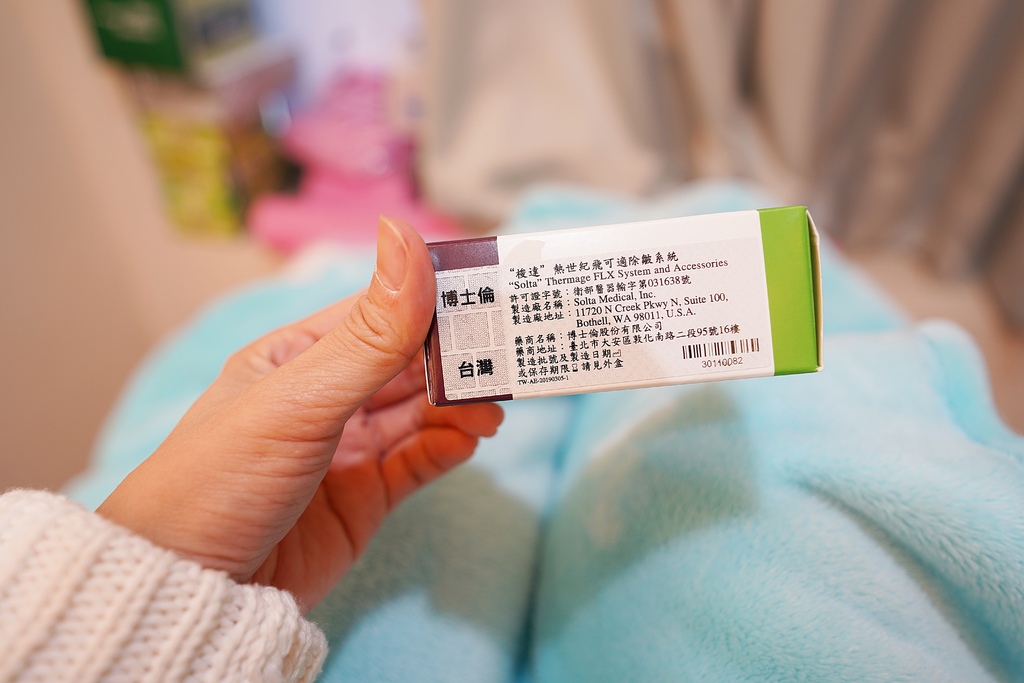 博士倫
台灣
“梭達”熱世紀飛可適除皺系統
“Solta” Thermage FLX System and Accessories
許可證字號：衛部醫器輸字第031638號
製造廠名稱：Solta Medical, Inc.
製造廠地址：11720 N Creek Pkwy N, Suite 100,
Bothell, WA 98011, U.S.A.
藥商名稱：博士倫股份有限公司
藥商地址：臺北市大安區敦化南路二段95號16樓
製造批號及製造日期
或保存期限 請見外盒
TW-AE-20190305-1
30140082